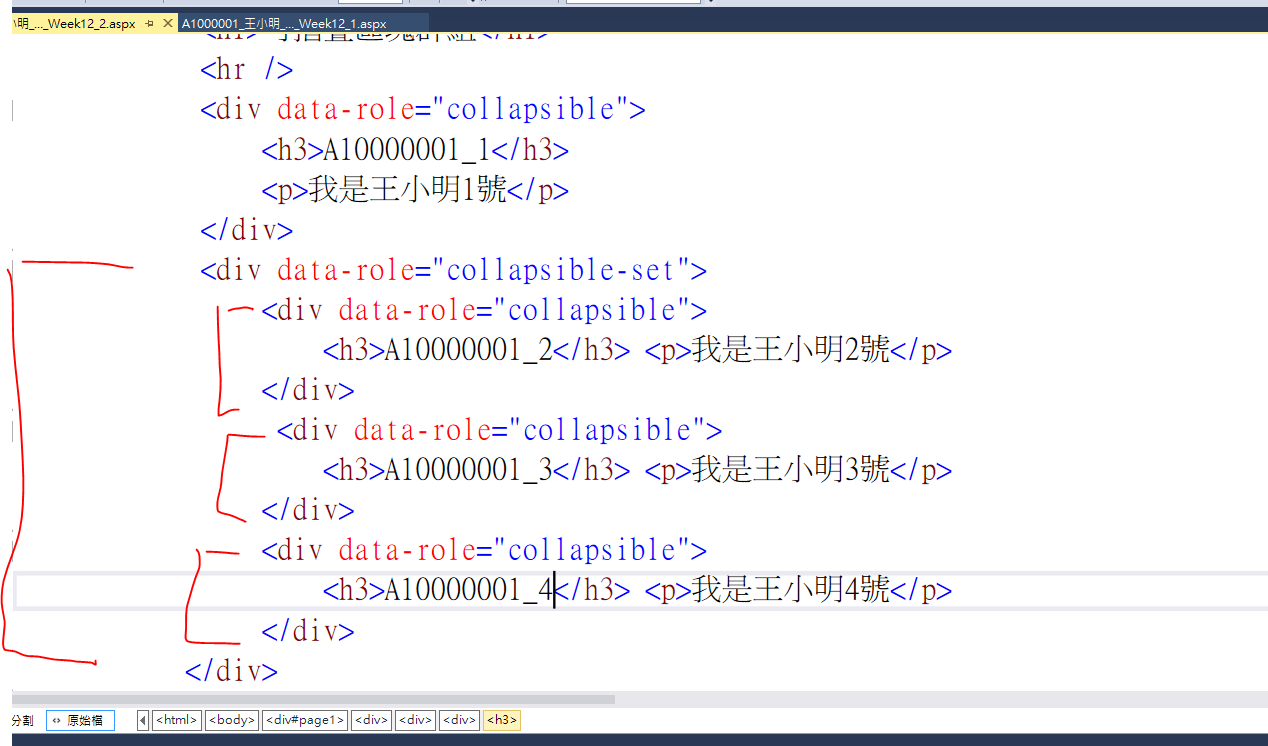 \明_..._Week12_2.aspx A1000001_王小明_..._Week12_1.aspx
<hr />
<div data-role="collapsible">
<h3>A10000001_1</h3>
<p>我是王小明1號</p>
</div>
<div data-role="collapsible-set">
<div data-role="collapsible">
<h3>A10000001_2</h3> <p>我是王小明2號</p>
</div>
<div data-role="collapsible">
<h3>A10000001_3</h3> <p>我是王小明3號</p>
</div>
<div data-role="collapsible">
<h3>A10000001_4</h3> <p>我是王小明4號</p>
</div>
</div>
分割 原始檔 <html> <body> <div#page1> <div> <div> <div> <h3>